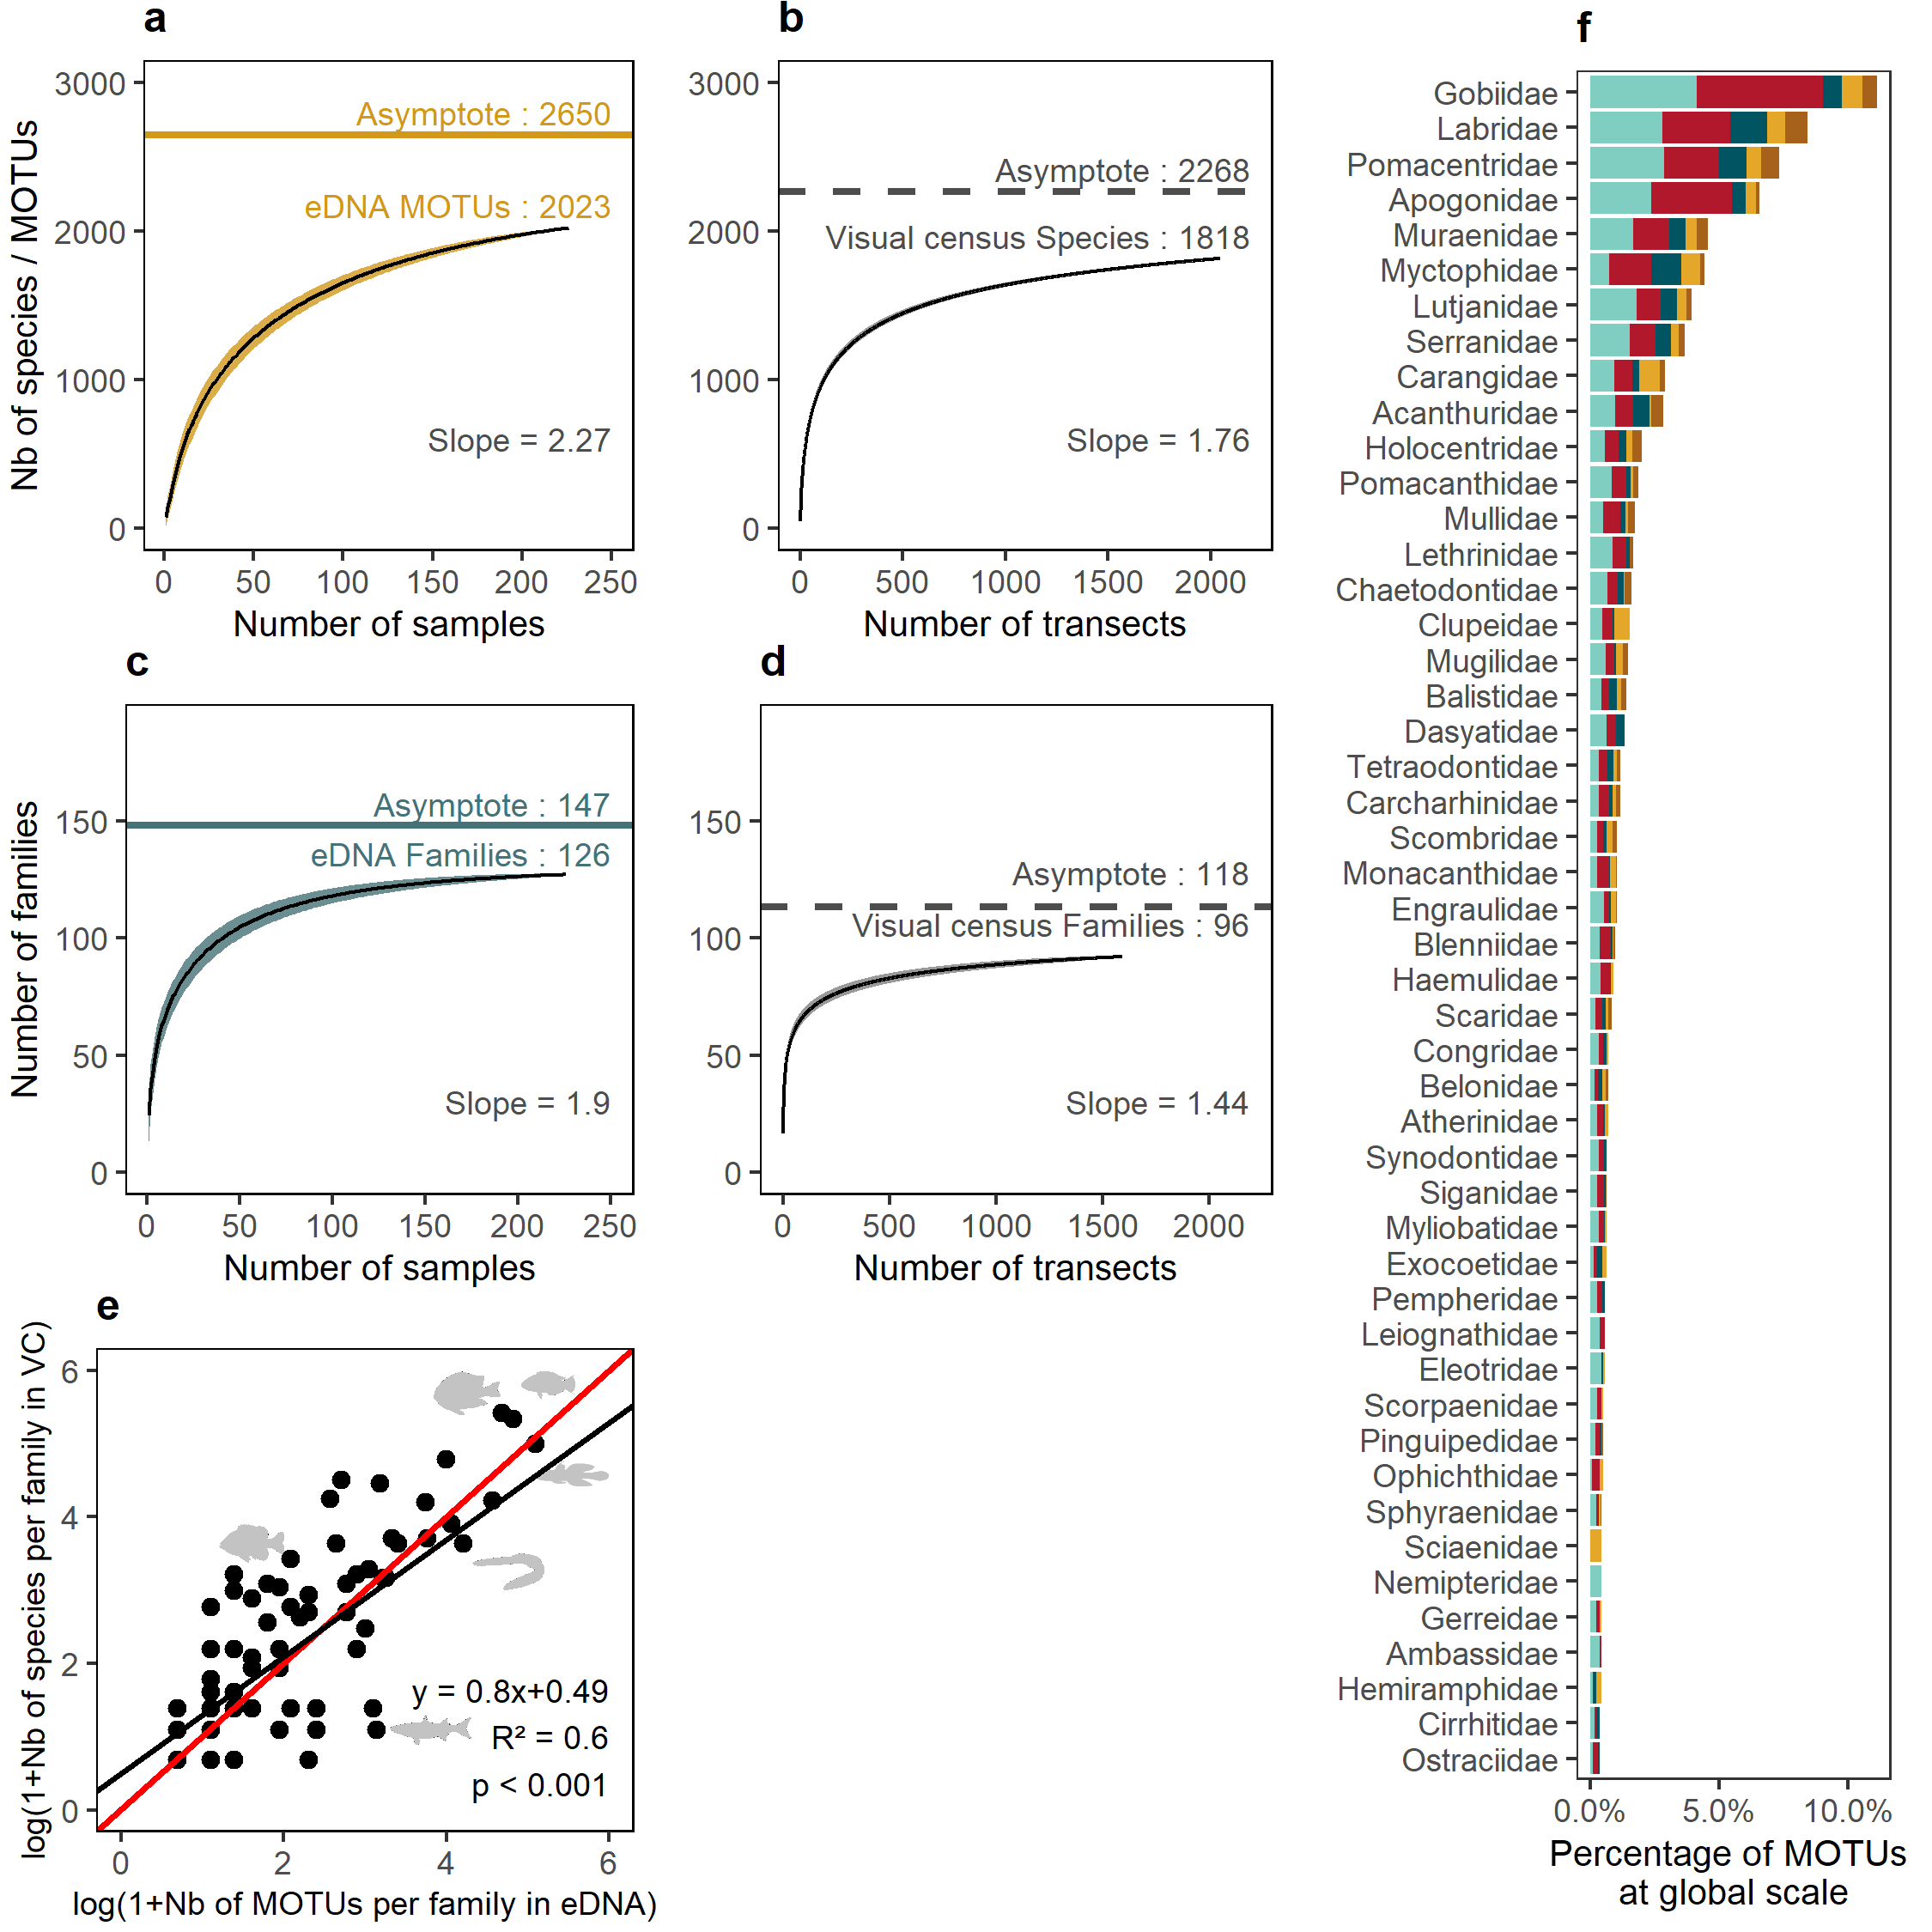 a
3000
2000
1000
0
Nb of species / MOTUs
Asymptote : 2650
eDNA MOTUs : 2023
Slope = 2.27
0 50 100 150 200 250
Number of samples
b
3000
2000
1000
0
Asymptote : 2268
Visual census Species : 1818
Slope = 1.76
0 500 1000 1500 2000
Number of transects
c
150
100
50
0
Number of families
Asymptote : 147
eDNA Families : 126
Slope = 1.9
0 50 100 150 200 250
Number of samples
d
150
100
50
0
Asymptote : 118
Visual census Families : 96
Slope = 1.44
0 500 1000 1500 2000
Number of transects
e
6
4
2
0
log(1+Nb of species per family in VC)
y = 0.8x+0.49
R² = 0.6
p < 0.001
0 2 4 6
log(1+Nb of MOTUs per family in eDNA)
f
Gobiidae
Labridae
Pomacentridae
Apogonidae
Muraenidae
Myctophidae
Lutjanidae
Serranidae
Carangidae
Acanthuridae
Holocentridae
Pomacanthidae
Mullidae
Lethrinidae
Chaetodontidae
Clupeidae
Mugilidae
Balistidae
Dasyatidae
Tetraodontidae
Carcharhinidae
Scombridae
Monacanthidae
Engraulidae
Blenniidae
Haemulidae
Scaridae
Congridae
Belonidae
Atherinidae
Synodontidae
Siganidae
Myliobatidae
Exocoetidae
Pempheridae
Leiognathidae
Eleotridae
Scorpaenidae
Pinguipedidae
Ophichthidae
Sphyraenidae
Sciaenidae
Nemipteridae
Gerreidae
Ambassidae
Hemiramphidae
Cirrhitidae
Ostraciidae
0.0% 5.0% 10.0%
Percentage of MOTUs
at global scale